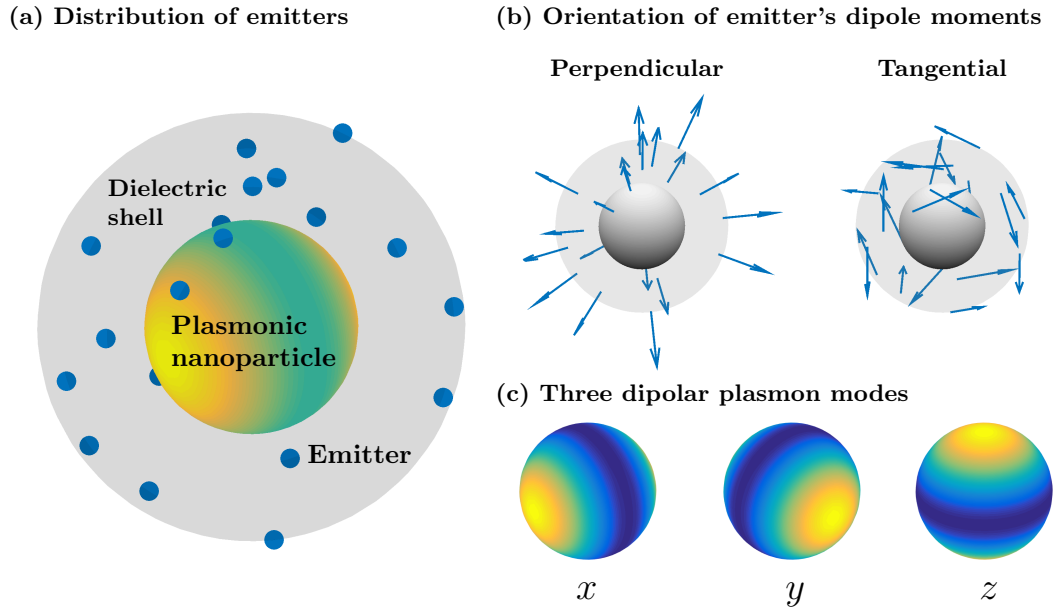 (a) Distribution of emitters
Dielectric
shell
Plasmonic
nanoparticle
Emitter
(b) Orientation of emitter's dipole moments
Perpendicular
Tangential
(c) Three dipolar plasmon modes
x
y
z